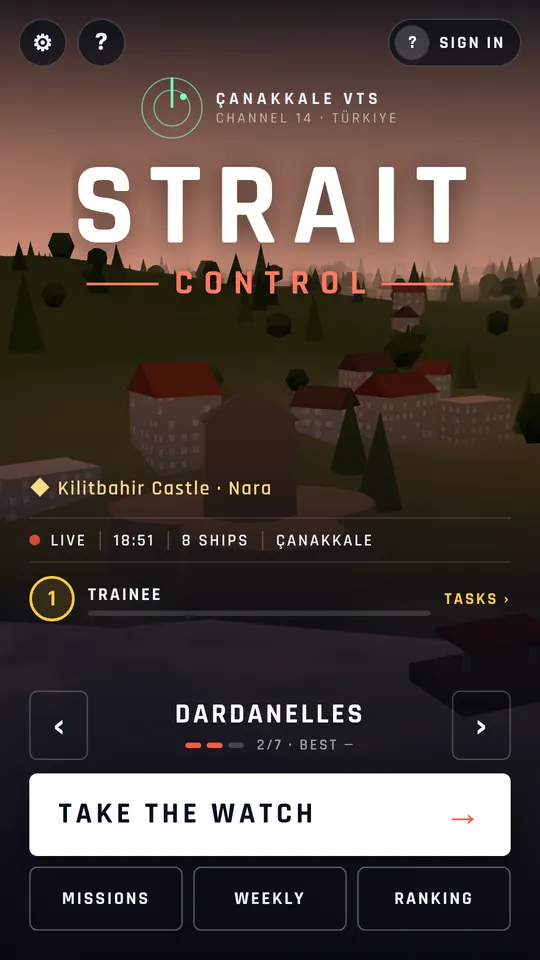 ?
? SIGN IN
ÇANAKKALE VTS
CHANNEL 14 · TÜRKIYE
STRAIT
CONTROL
Kilitbahir Castle · Nara
LIVE | 18:51 | 8 SHIPS | ÇANAKKALE
1 TRAINEE TASKS ›
‹ DARDANELLES ›
2/7 · BEST —
TAKE THE WATCH →
MISSIONS WEEKLY RANKING